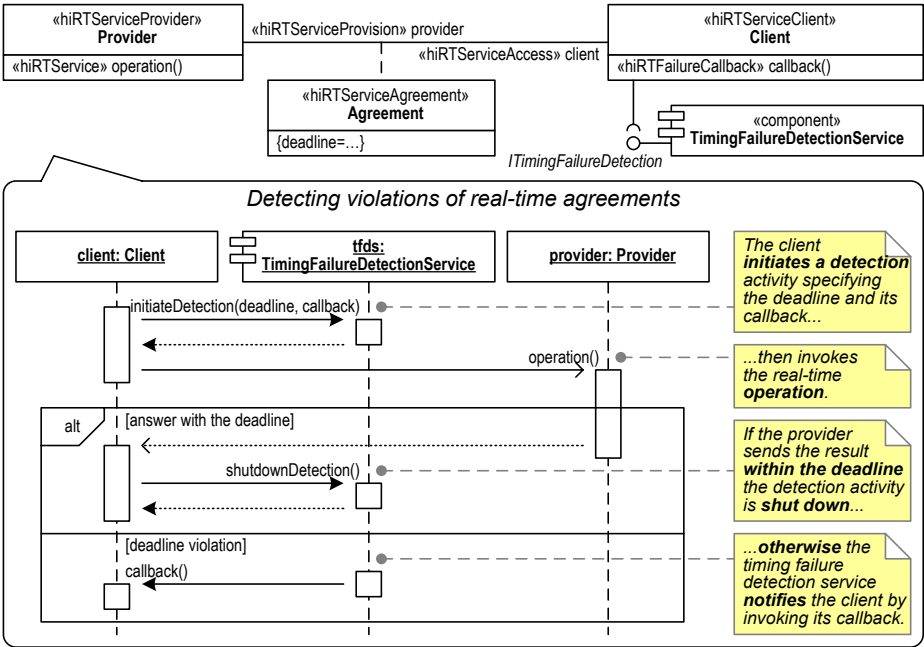 «hiRTServiceProvider»
Provider
«hiRTService» operation()
«hiRTServiceProvision» provider
«hiRTServiceAccess» client
«hiRTServiceClient»
Client
«hiRTFailureCallback» callback()
«hiRTServiceAgreement»
Agreement
{deadline=…}
«component»
TimingFailureDetectionService
ITimingFailureDetection
Detecting violations of real-time agreements
client: Client
tfds:
TimingFailureDetectionService
provider: Provider
The client
initiates a detection
activity specifying
the deadline and its
callback...
initiateDetection(deadline, callback)
operation()
...then invokes
the real-time
operation.
alt
[answer with the deadline]
If the provider
sends the result
within the deadline
the detection activity
is shut down...
shutdownDetection()
[deadline violation]
callback()
...otherwise the
timing failure
detection service
notifies the client by
invoking its callback.